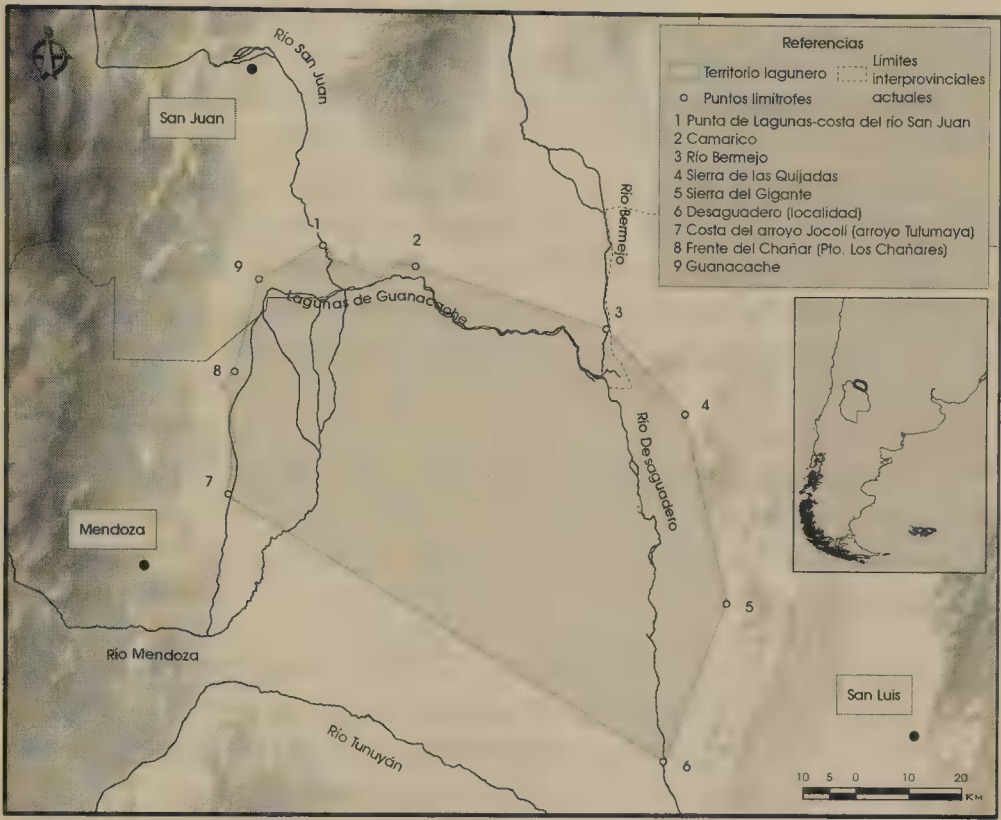 Referencias
Territorio lagunero
Límites interprovinciales actuales
Puntos limítrofes
1 Punta de Lagunas-costa del río San Juan
2 Camarico
3 Río Bermejo
4 Sierra de las Quijadas
5 Sierra del Gigante
6 Desaguadero (localidad)
7 Costa del arroyo Jocolí (arroyo Tulumaya)
8 Frente del Chañar (Pto. Los Chañares)
9 Guanacache
Río San Juan
San Juan
Río Bermejo
1
2
9
Lagunas de Guanacache
3
8
4
Río Desaguadero
7
Mendoza
5
Río Mendoza
San Luis
Río Tunuyán
6
10 5 0 10 20
Km